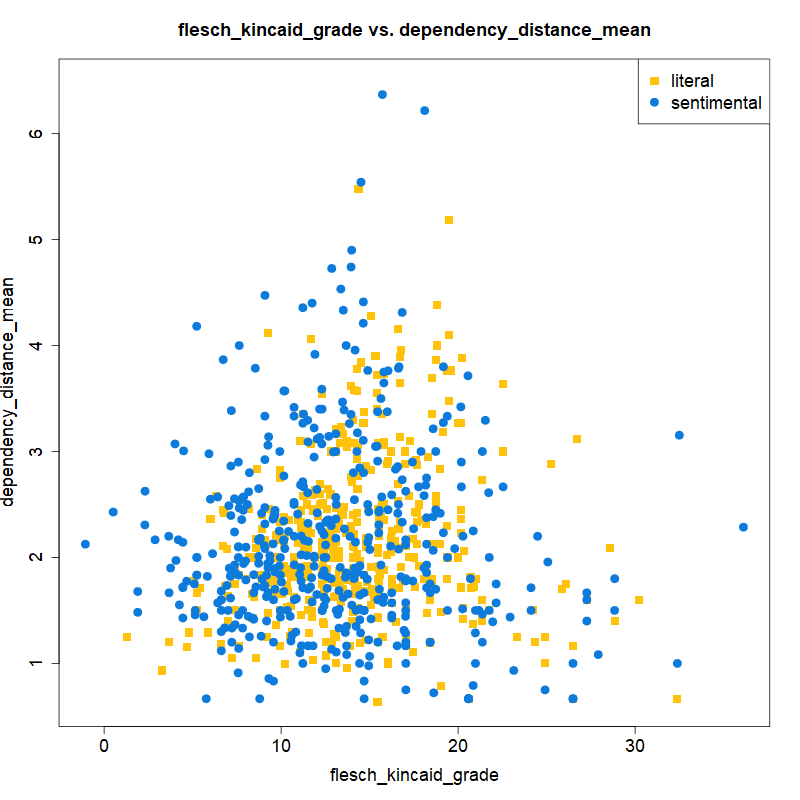 flesch_kincaid_grade vs. dependency_distance_mean
literal
sentimental
dependency_distance_mean
6
5
4
3
2
1
0
10
20
30
flesch_kincaid_grade